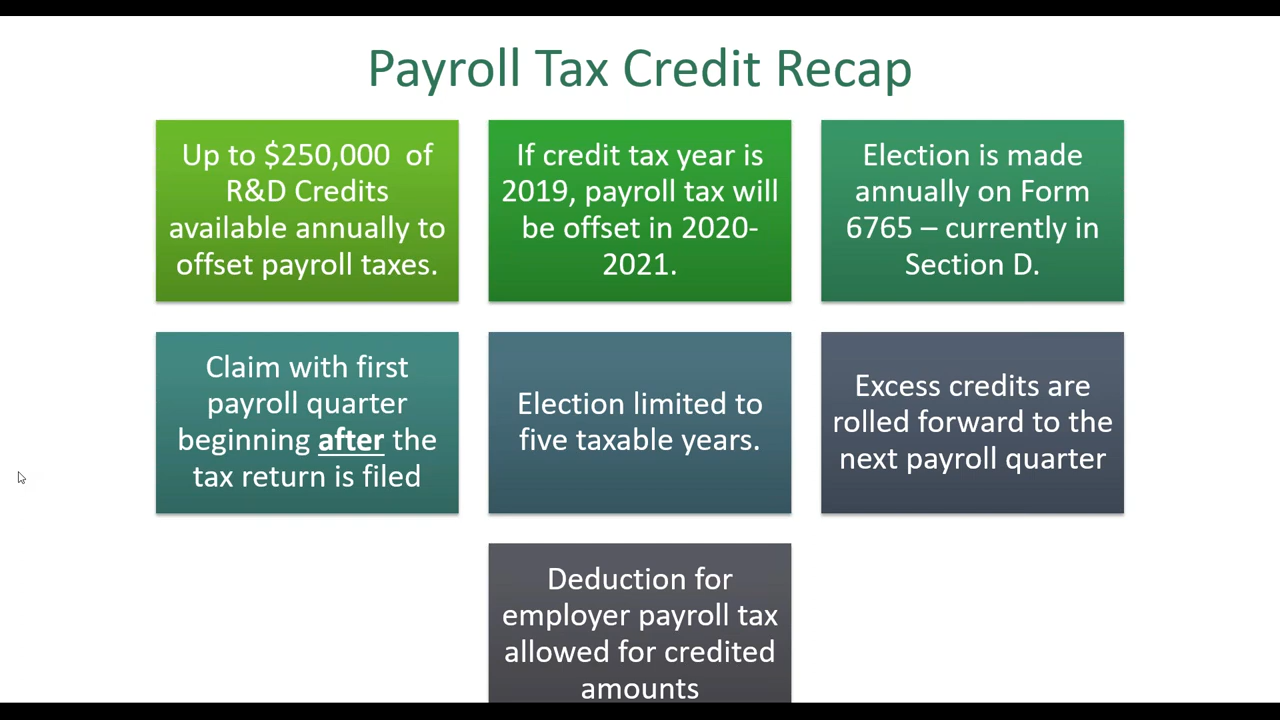 Payroll Tax Credit Recap
Up to $250,000 of
R&D Credits
available annually to
offset payroll taxes.
If credit tax year is
2019, payroll tax will
be offset in 2020-
2021.
Election is made
annually on Form
6765 – currently in
Section D.
Claim with first
payroll quarter
beginning after the
tax return is filed
Election limited to
five taxable years.
Excess credits are
rolled forward to the
next payroll quarter
Deduction for
employer payroll tax
allowed for credited
amounts